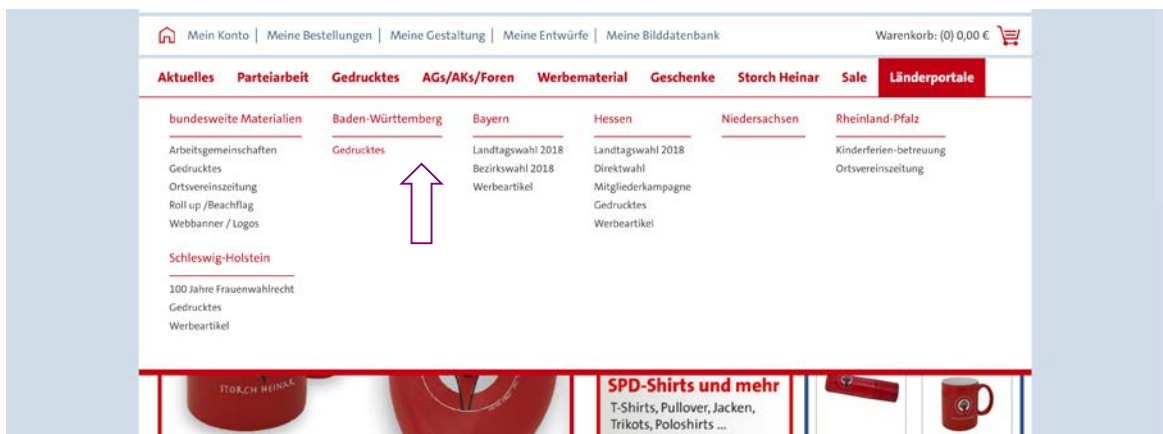 Mein Konto | Meine Bestellungen | Meine Gestaltung | Meine Entwürfe | Meine Bilddatenbank
Warenkorb: (0) 0,00 €
Aktuelles Parteiarbeit Gedrucktes AGs/AKs/Foren Werbematerial Geschenke Storch Heinar Sale Länderportale
bundesweite Materialien
Arbeitsgemeinschaften
Gedrucktes
Ortsvereinszeitung
Roll up /Beachflag
Webbanner / Logos
Baden-Württemberg
Gedrucktes
Bayern
Landtagswahl 2018
Bezirkswahl 2018
Werbeartikel
Hessen
Landtagswahl 2018
Direktwahl
Mitgliederkampagne
Gedrucktes
Werbeartikel
Niedersachsen
Rheinland-Pfalz
Kinderferien-betreuung
Ortsvereinszeitung
Schleswig-Holstein
100 Jahre Frauenwahlrecht
Gedrucktes
Werbeartikel
STORCH HEINAR
SPD-Shirts und mehr
T-Shirts, Pullover, Jacken,
Trikots, Poloshirts ...